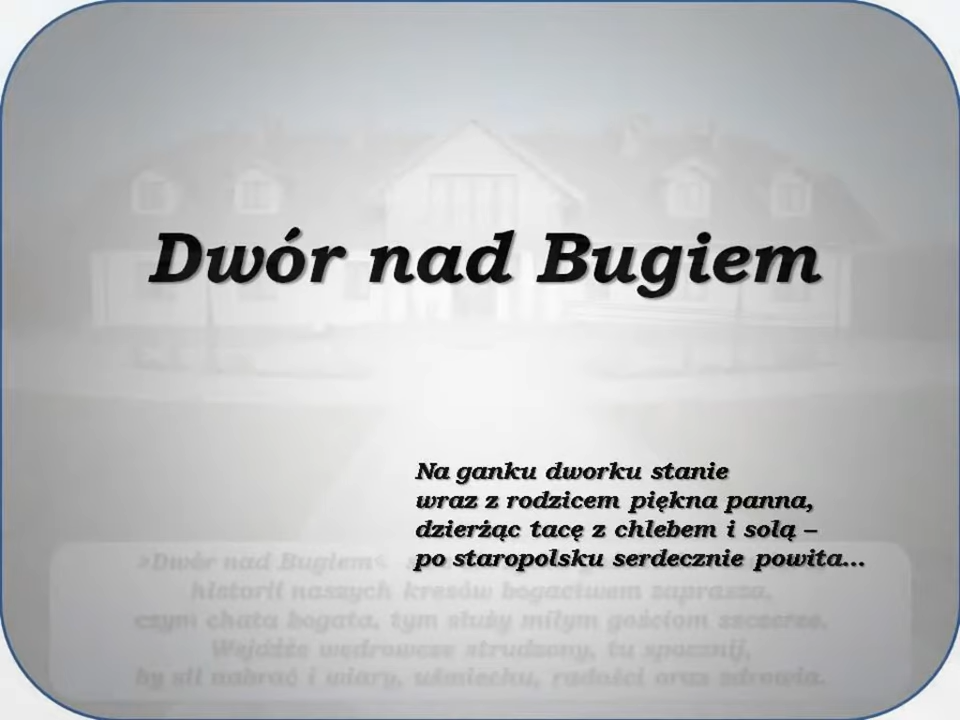 Dwór nad Bugiem
Na ganku dworku stanie
wraz z rodzicem piękna panna,
dzierżąc tacę z chlebem i solą –
po staropolsku serdecznie powita...
»Dwór nad Bugiem«
historii naszych kresów bogactwem zaprasza,
czym chata bogata, tym służy miłym gościom szczerze.
Wejdźże wędrowcze strudzony, tu spocznij,
by sił nabrać i wiary, uśmiechu, radości oraz zdrowia.